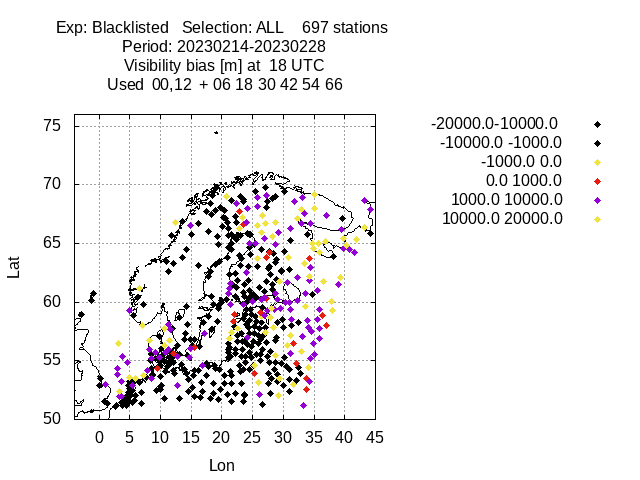 Exp: Blacklisted   Selection: ALL    697 stations
Period: 20230214-20230228
Visibility bias [m] at  18 UTC
Used  00,12  + 06 18 30 42 54 66
75
70
65
60
55
50
Lat
0 5 10 15 20 25 30 35 40 45
Lon
-20000.0-10000.0
-10000.0 -1000.0
-1000.0 0.0
0.0 1000.0
1000.0 10000.0
10000.0 20000.0